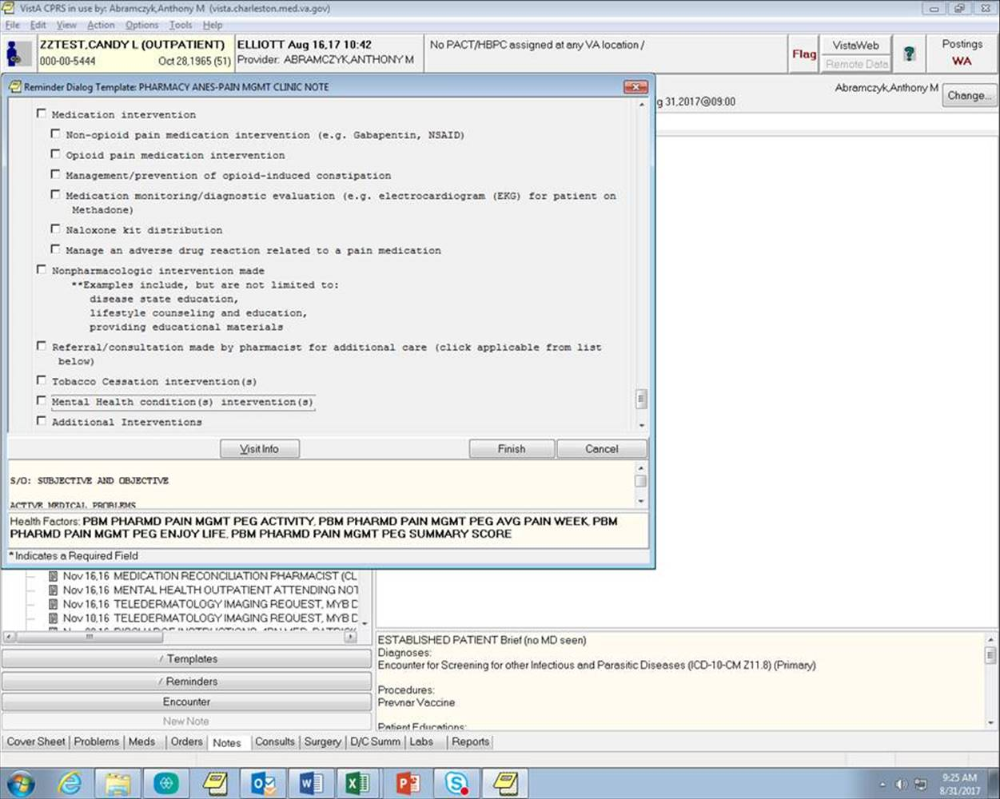 VistA CPRS in use by: Abramczyk,Anthony M (vista.charleston.med.va.gov)
File Edit View Action Options Tools Help
ZZTEST,CANDY L (OUTPATIENT) ELLIOTT Aug 16,17 10:42 No PACT/HBPC assigned at any VA location /
000-00-5444 Oct 28,1965 (51) Provider: ABRAMCZYK,ANTHONY M
Flag VistaWeb Remote Data ? Postings WA
Reminder Dialog Template: PHARMACY ANES-PAIN MGMT CLINIC NOTE
g 31,2017@09:00 Abramczyk,Anthony M Change...
Medication intervention
Non-opioid pain medication intervention (e.g. Gabapentin, NSAID)
Opioid pain medication intervention
Management/prevention of opioid-induced constipation
Medication monitoring/diagnostic evaluation (e.g. electrocardiogram (EKG) for patient on
Methadone)
Naloxone kit distribution
Manage an adverse drug reaction related to a pain medication
Nonpharmacologic intervention made
**Examples include, but are not limited to:
disease state education,
lifestyle counseling and education,
providing educational materials
Referral/consultation made by pharmacist for additional care (click applicable from list
below)
Tobacco Cessation intervention(s)
Mental Health condition(s) intervention(s)
Additional Interventions
Visit Info Finish Cancel
S/O: SUBJECTIVE AND OBJECTIVE
ACTIVE MEDICAL PROBLEMS
Health Factors: PBM PHARMD PAIN MGMT PEG ACTIVITY, PBM PHARMD PAIN MGMT PEG AVG PAIN WEEK, PBM
PHARMD PAIN MGMT PEG ENJOY LIFE, PBM PHARMD PAIN MGMT PEG SUMMARY SCORE
* Indicates a Required Field
Nov 16,16 MEDICATION RECONCILIATION PHARMACIST (CL
Nov 16,16 MENTAL HEALTH OUTPATIENT ATTENDING NOT
Nov 16,16 TELEDERMATOLOGY IMAGING REQUEST, MYB D
Nov 10,16 TELEDERMATOLOGY IMAGING REQUEST, MYB D
/ Templates
/ Reminders
Encounter
New Note
ESTABLISHED PATIENT Brief (no MD seen)
Diagnoses:
Encounter for Screening for other Infectious and Parasitic Diseases (ICD-10-CM Z11.8) (Primary)
Procedures:
Prevnar Vaccine
Patient Educations:
Cover Sheet Problems Meds Orders Notes Consults Surgery D/C Summ Labs Reports
9:25 AM
8/31/2017